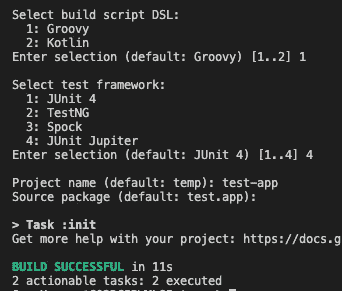 Select build script DSL:
1: Groovy
2: Kotlin
Enter selection (default: Groovy) [1..2] 1
Select test framework:
1: JUnit 4
2: TestNG
3: Spock
4: JUnit Jupiter
Enter selection (default: JUnit 4) [1..4] 4
Project name (default: temp): test-app
Source package (default: test.app):
> Task :init
Get more help with your project: https://docs.g
BUILD SUCCESSFUL in 11s
2 actionable tasks: 2 executed